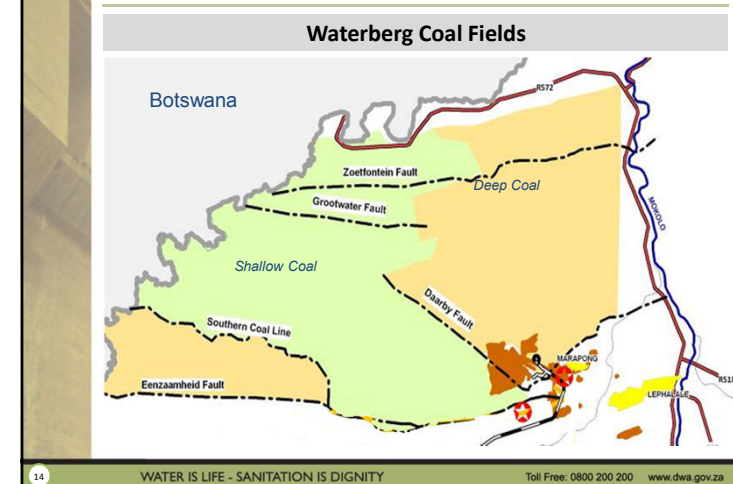 Waterberg Coal Fields
Botswana
R572
Zoetfontein Fault
Deep Coal
Grootwater Fault
MOKOLO
Shallow Coal
Daarby Fault
Southern Coal Line
MARAPONG
Eenzaamheid Fault
LEPHALALE
14
WATER IS LIFE - SANITATION IS DIGNITY
Toll Free: 0800 200 200 www.dwa.gov.za